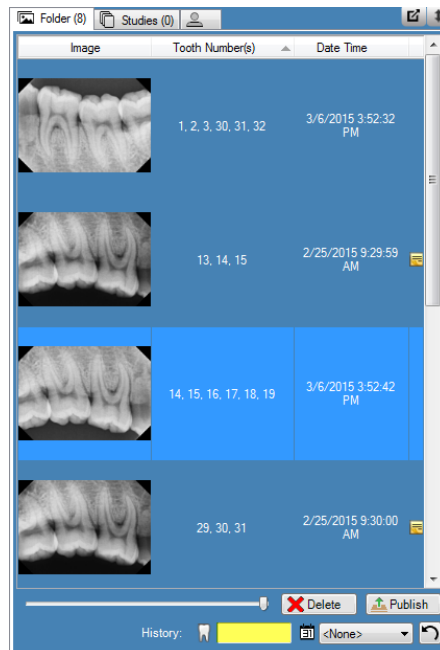 Folder (8) Studies (0)
Image Tooth Number(s) Date Time
1, 2, 3, 30, 31, 32 3/6/2015 3:52:32
PM
13, 14, 15 2/25/2015 9:29:59
AM
14, 15, 16, 17, 18, 19 3/6/2015 3:52:42
PM
29, 30, 31 2/25/2015 9:30:00
AM
Delete Publish
History: 31 <None>